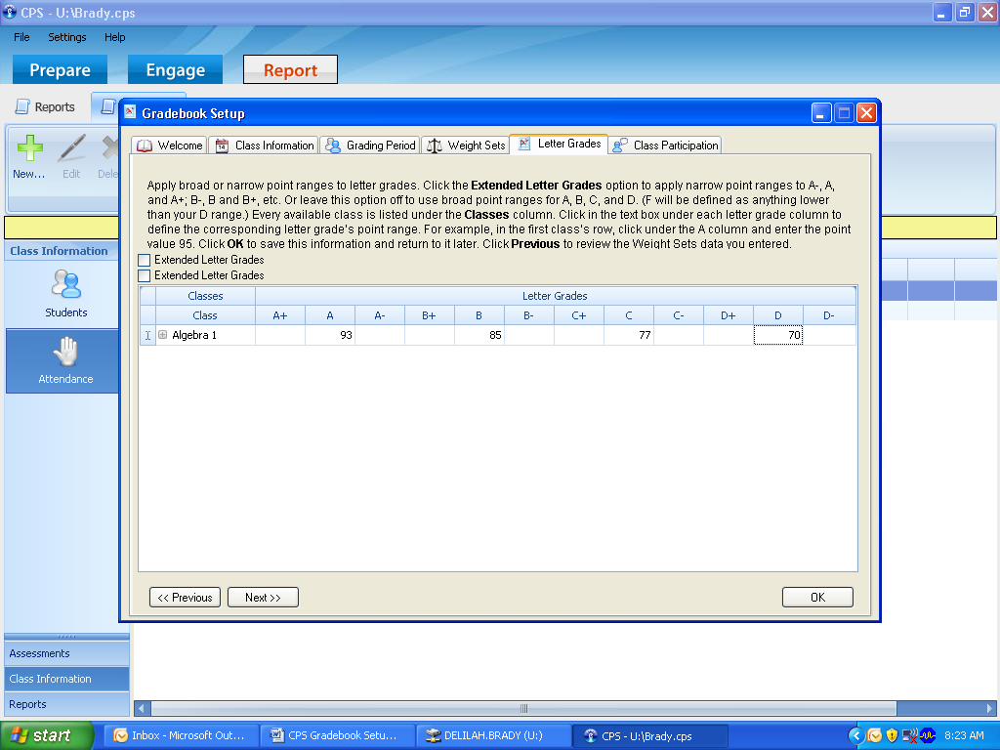 CPS - U:\Brady.cps
File Settings Help
Prepare Engage Report
Reports
Gradebook Setup
New... Edit
Welcome Class Information Grading Period Weight Sets Letter Grades Class Participation
Apply broad or narrow point ranges to letter grades. Click the Extended Letter Grades option to apply narrow point ranges to A-, A,
and A+; B-, B and B+, etc. Or leave this option off to use broad point ranges for A, B, C, and D. (F will be defined as anything lower
than your D range.) Every available class is listed under the Classes column. Click in the text box under each letter grade column to
define the corresponding letter grade's point range. For example, in the first class's row, click under the A column and enter the point
value 95. Click OK to save this information and return to it later. Click Previous to review the Weight Sets data you entered.
Extended Letter Grades
Extended Letter Grades
Classes Letter Grades
Class A+ A A- B+ B B- C+ C C- D+ D D-
Algebra 1 93 85 77 70
<< Previous Next >> OK
Class Information
Students
Attendance
Assessments
Class Information
Reports
start Inbox - Microsoft Out... CPS Gradebook Setu... DELILAH.BRADY (U:) CPS - U:\Brady.cps 8:23 AM